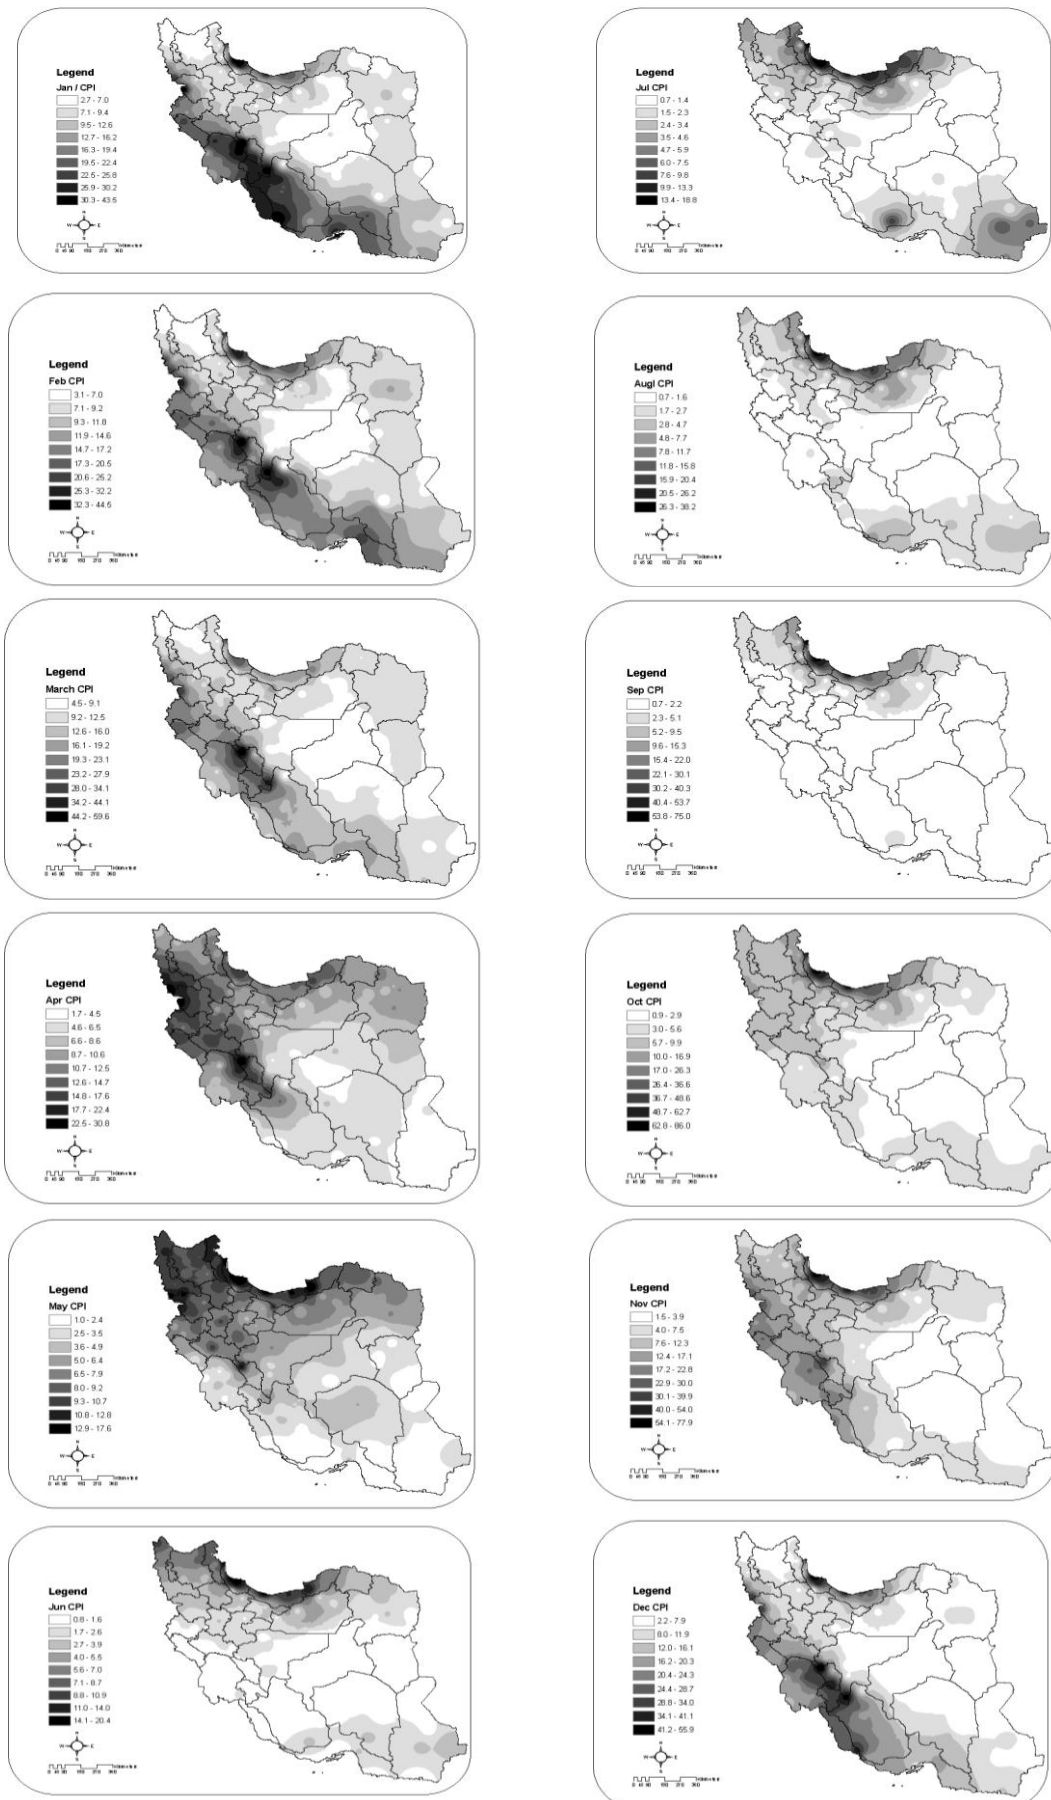 Legend
Jan / CPI
2.7 - 7.0
7.1 - 9.4
9.5 - 12.6
12.7 - 16.2
16.3 - 19.4
19.5 - 22.4
22.5 - 25.8
25.9 - 30.2
30.3 - 43.5
N
W E
S
Legend
Jul CPI
0.7 - 1.4
1.5 - 2.3
2.4 - 3.4
3.5 - 4.6
4.7 - 5.9
6.0 - 7.5
7.6 - 9.8
9.9 - 13.3
13.4 - 18.8
N
W E
S
Legend
Feb CPI
3.1 - 7.0
7.1 - 9.2
9.3 - 11.8
11.9 - 14.6
14.7 - 17.2
17.3 - 20.5
20.6 - 25.2
25.3 - 32.2
32.3 - 44.5
N
W E
S
Legend
Augl CPI
0.7 - 1.6
1.7 - 2.7
2.8 - 4.7
4.8 - 7.7
7.8 - 11.7
11.8 - 15.8
15.9 - 20.4
20.5 - 26.2
26.3 - 38.2
N
W E
S
Legend
March CPI
4.5 - 9.1
9.2 - 12.5
12.6 - 16.0
16.1 - 19.2
19.3 - 23.1
23.2 - 27.9
28.0 - 34.1
34.2 - 44.1
44.2 - 59.6
N
W E
S
Legend
Sep CPI
0.7 - 2.2
2.3 - 5.1
5.2 - 9.5
9.6 - 15.3
15.4 - 22.0
22.1 - 30.1
30.2 - 40.3
40.4 - 53.7
53.8 - 75.0
N
W E
S
Legend
Apr CPI
1.7 - 4.5
4.6 - 6.5
6.6 - 8.6
8.7 - 10.6
10.7 - 12.5
12.6 - 14.7
14.8 - 17.6
17.7 - 22.4
22.5 - 30.8
N
W E
S
Legend
Oct CPI
0.9 - 2.9
3.0 - 5.6
5.7 - 9.9
10.0 - 16.9
17.0 - 26.3
26.4 - 36.6
36.7 - 48.6
48.7 - 62.7
62.8 - 86.0
N
W E
S
Legend
May CPI
1.0 - 2.4
2.5 - 3.5
3.6 - 4.9
5.0 - 6.4
6.5 - 7.9
8.0 - 9.2
9.3 - 10.7
10.8 - 12.8
12.9 - 17.6
N
W E
S
Legend
Nov CPI
1.5 - 3.9
4.0 - 7.5
7.6 - 12.3
12.4 - 17.1
17.2 - 22.8
22.9 - 30.0
30.1 - 39.9
40.0 - 54.0
54.1 - 77.9
N
W E
S
Legend
Jun CPI
0.8 - 1.6
1.7 - 2.6
2.7 - 3.9
4.0 - 5.5
5.6 - 7.0
7.1 - 8.7
8.8 - 10.9
11.0 - 14.0
14.1 - 20.4
N
W E
S
Legend
Dec CPI
2.2 - 7.9
8.0 - 11.9
12.0 - 16.1
16.2 - 20.3
20.4 - 24.3
24.4 - 28.7
28.8 - 34.0
34.1 - 41.1
41.2 - 55.9
N
W E
S